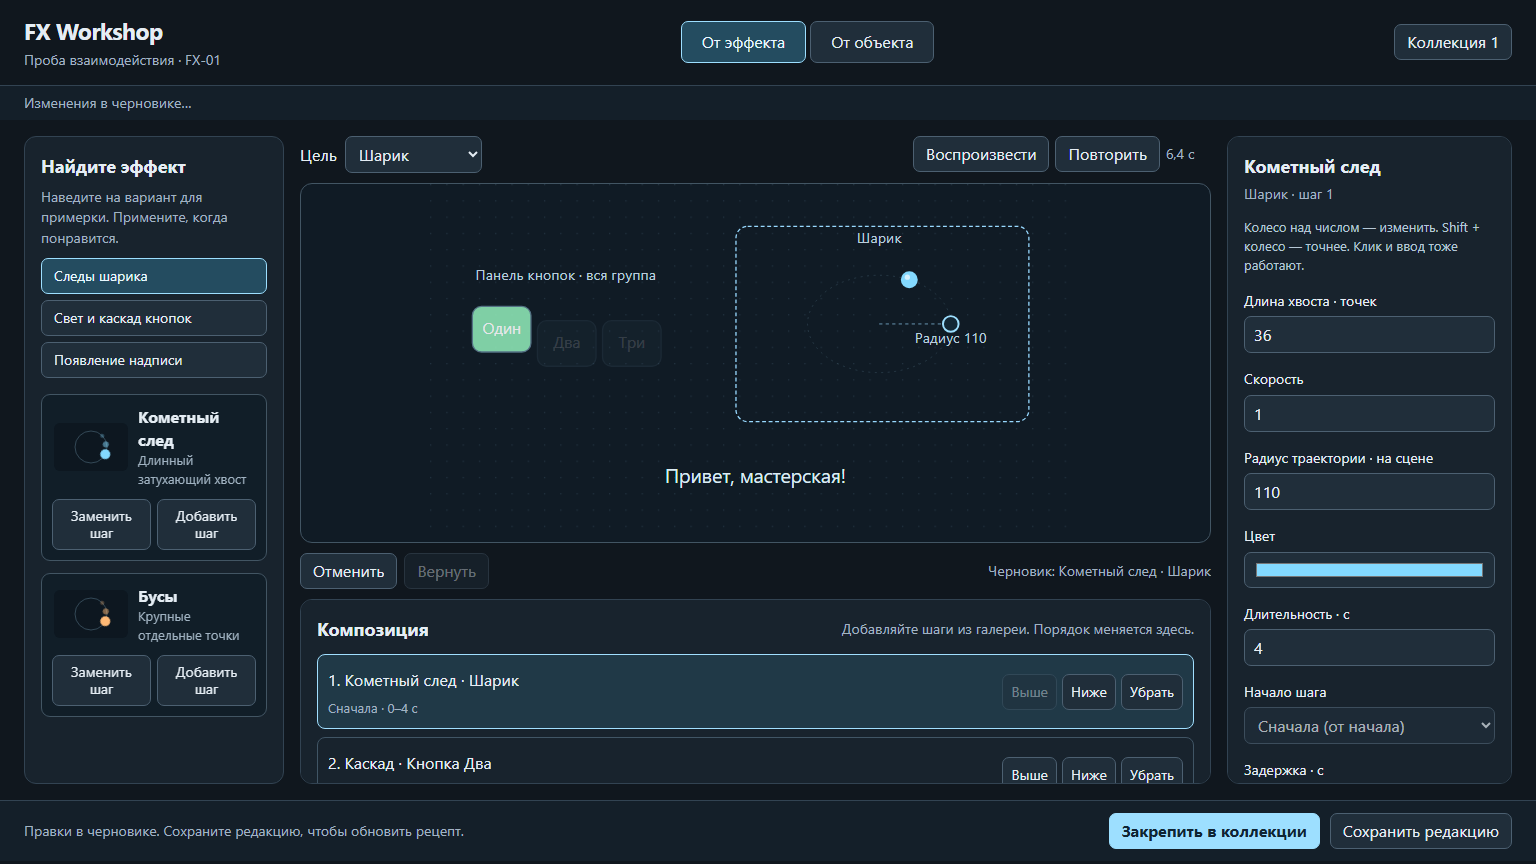 FX Workshop
Проба взаимодействия · FX-01
От эффекта
От объекта
Коллекция 1
Изменения в черновике...
Найдите эффект
Наведите на вариант для
примерки. Примените, когда
понравится.
Следы шарика
Свет и каскад кнопок
Появление надписи
Кометный
след
Длинный
затухающий хвост
Заменить
шаг
Добавить
шаг
Бусы
Крупные
отдельные точки
Заменить
шаг
Добавить
шаг
Цель
Шарик
Воспроизвести
Повторить
6,4 с
Панель кнопок · вся группа
Один
Два
Три
Шарик
Радиус 110
Привет, мастерская!
Отменить
Вернуть
Черновик: Кометный след · Шарик
Композиция
Добавляйте шаги из галереи. Порядок меняется здесь.
1. Кометный след · Шарик
Сначала · 0–4 с
Выше
Ниже
Убрать
2. Каскад · Кнопка Два
Выше
Ниже
Убрать
Кометный след
Шарик · шаг 1
Колесо над числом — изменить. Shift +
колесо — точнее. Клик и ввод тоже
работают.
Длина хвоста · точек
36
Скорость
1
Радиус траектории · на сцене
110
Цвет
Длительность · с
4
Начало шага
Сначала (от начала)
Задержка · с
Правки в черновике. Сохраните редакцию, чтобы обновить рецепт.
Закрепить в коллекции
Сохранить редакцию